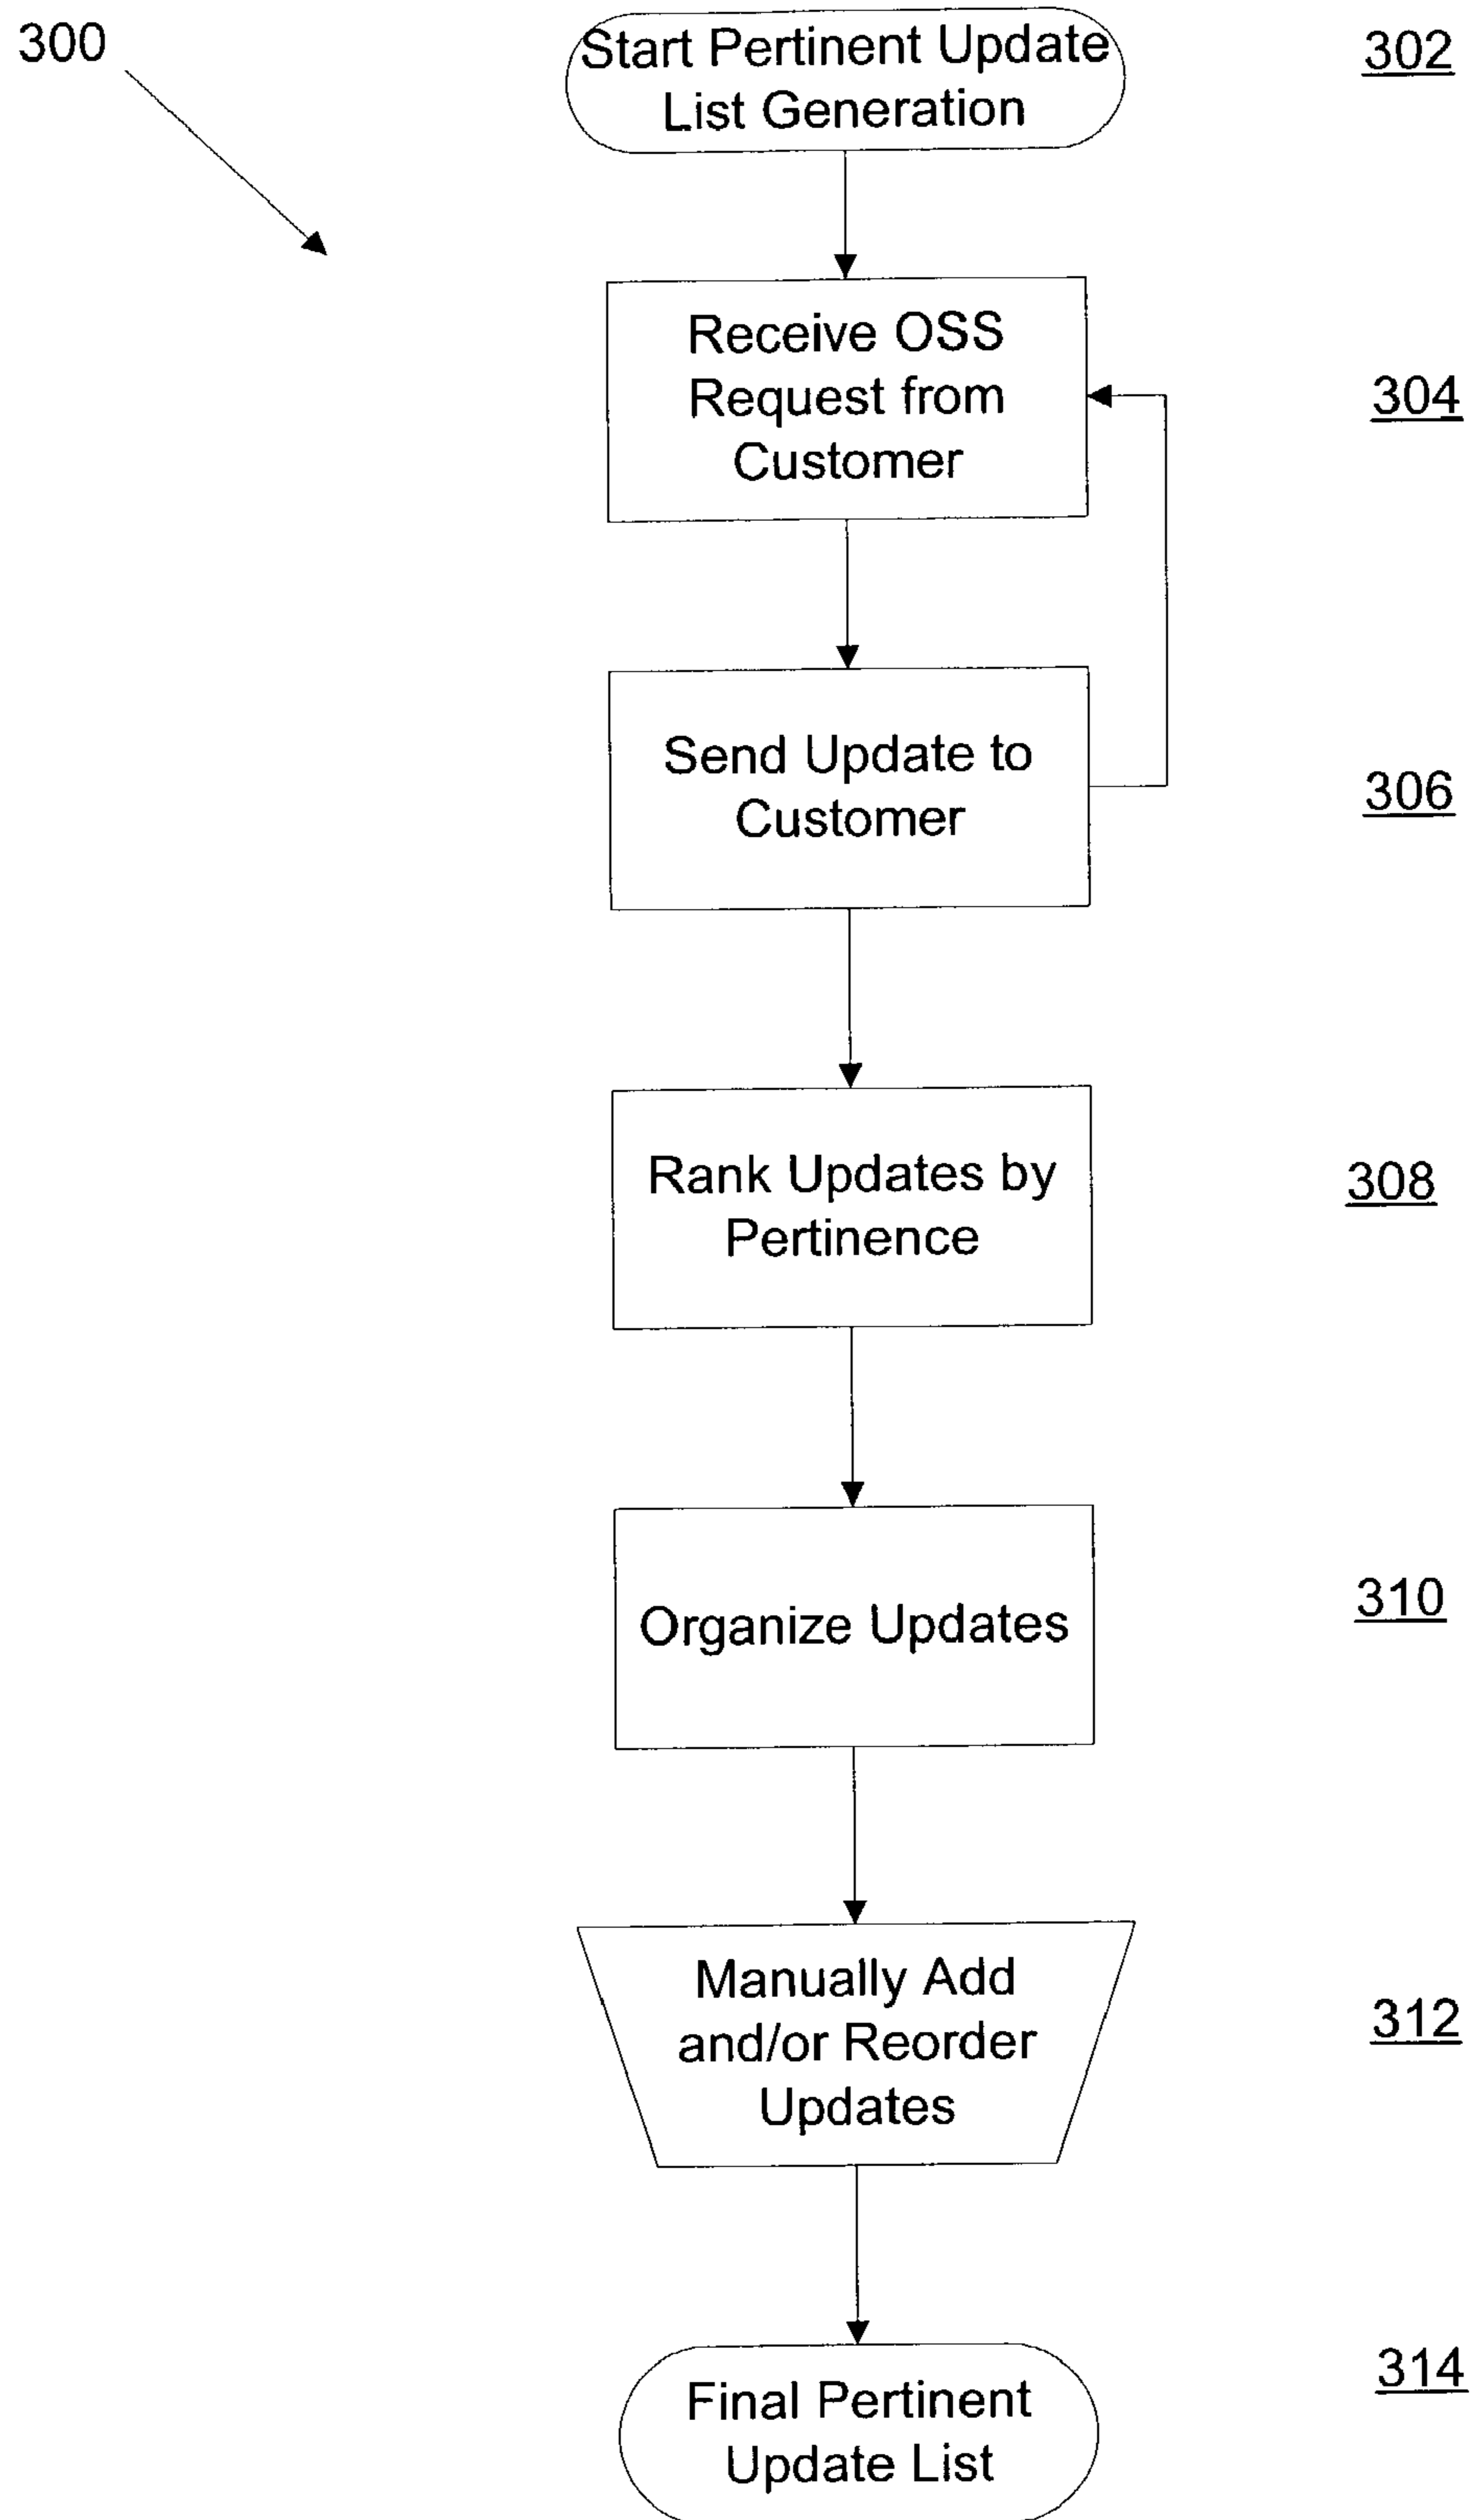 300
Start Pertinent Update
List Generation
302
Receive OSS
Request from
Customer
304
Send Update to
Customer
306
Rank Updates by
Pertinence
308
Organize Updates
310
Manually Add
and/or Reorder
Updates
312
Final Pertinent
Update List
314